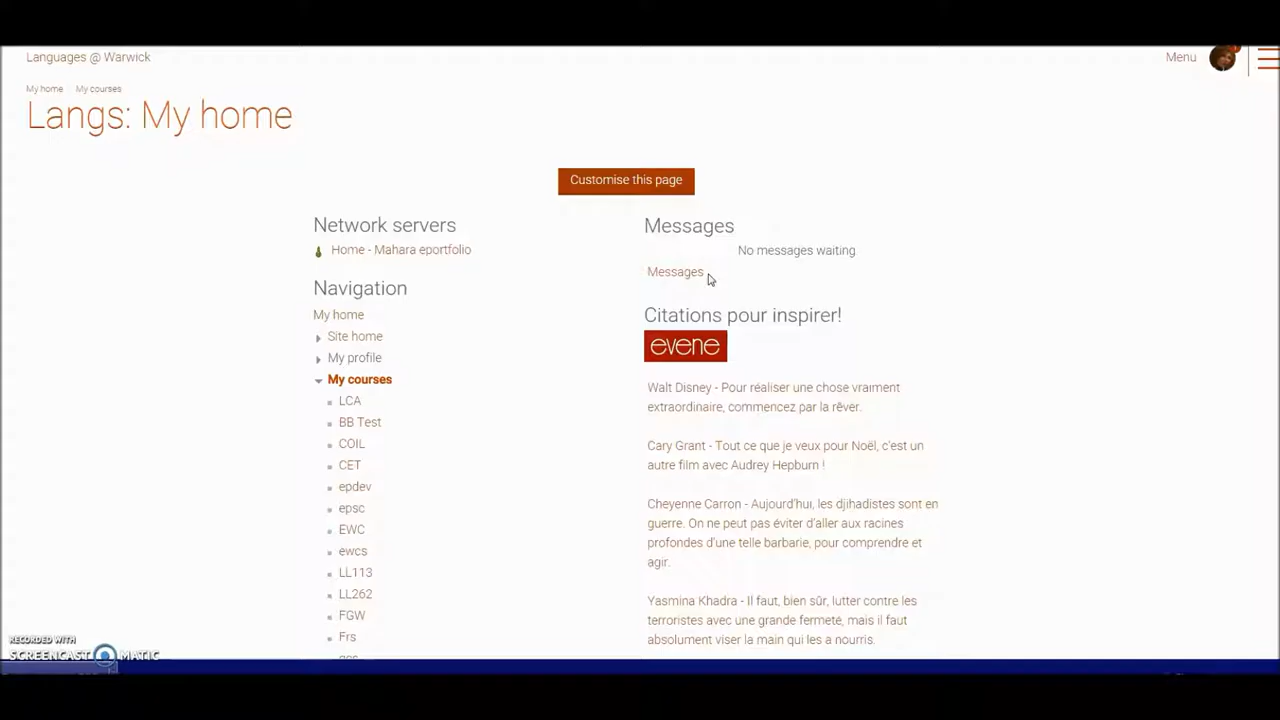 Languages @ Warwick
Menu
My home
My courses
Langs: My home
Customise this page
Network servers
Home - Mahara eportfolio
Navigation
My home
Site home
My profile
My courses
LCA
BB Test
COIL
CET
epdev
epsc
EWC
ewcs
LL113
LL262
FGW
Frs
Messages
No messages waiting
Messages
Citations pour inspirer!
evene
Walt Disney - Pour réaliser une chose vraiment
extraordinaire, commencez par la rêver.
Cary Grant - Tout ce que je veux pour Noël, c'est un
autre film avec Audrey Hepburn !
Cheyenne Carron - Aujourd'hui, les djihadistes sont en
guerre. On ne peut pas éviter d'aller aux racines
profondes d'une telle barbarie, pour comprendre et
agir.
Yasmina Khadra - Il faut, bien sûr, lutter contre les
terroristes avec une grande fermeté, mais il faut
absolument viser la main qui les a nourris.
RECORDED WITH
SCREENCAST MATIC